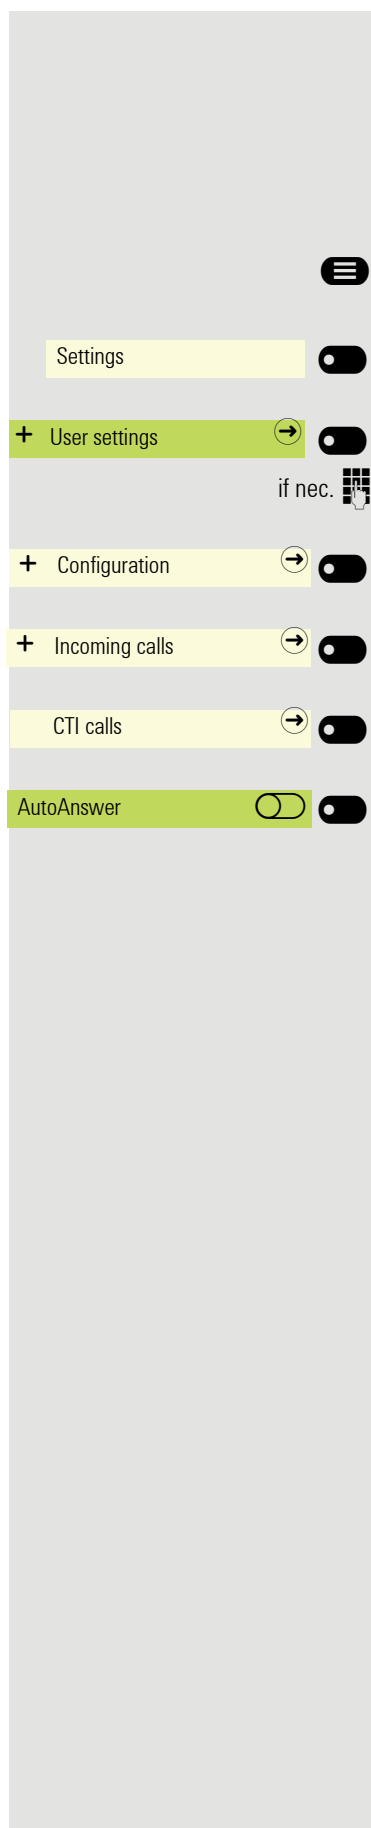 Settings
+ User settings
if nec.
+ Configuration
+ Incoming calls
CTI calls
AutoAnswer